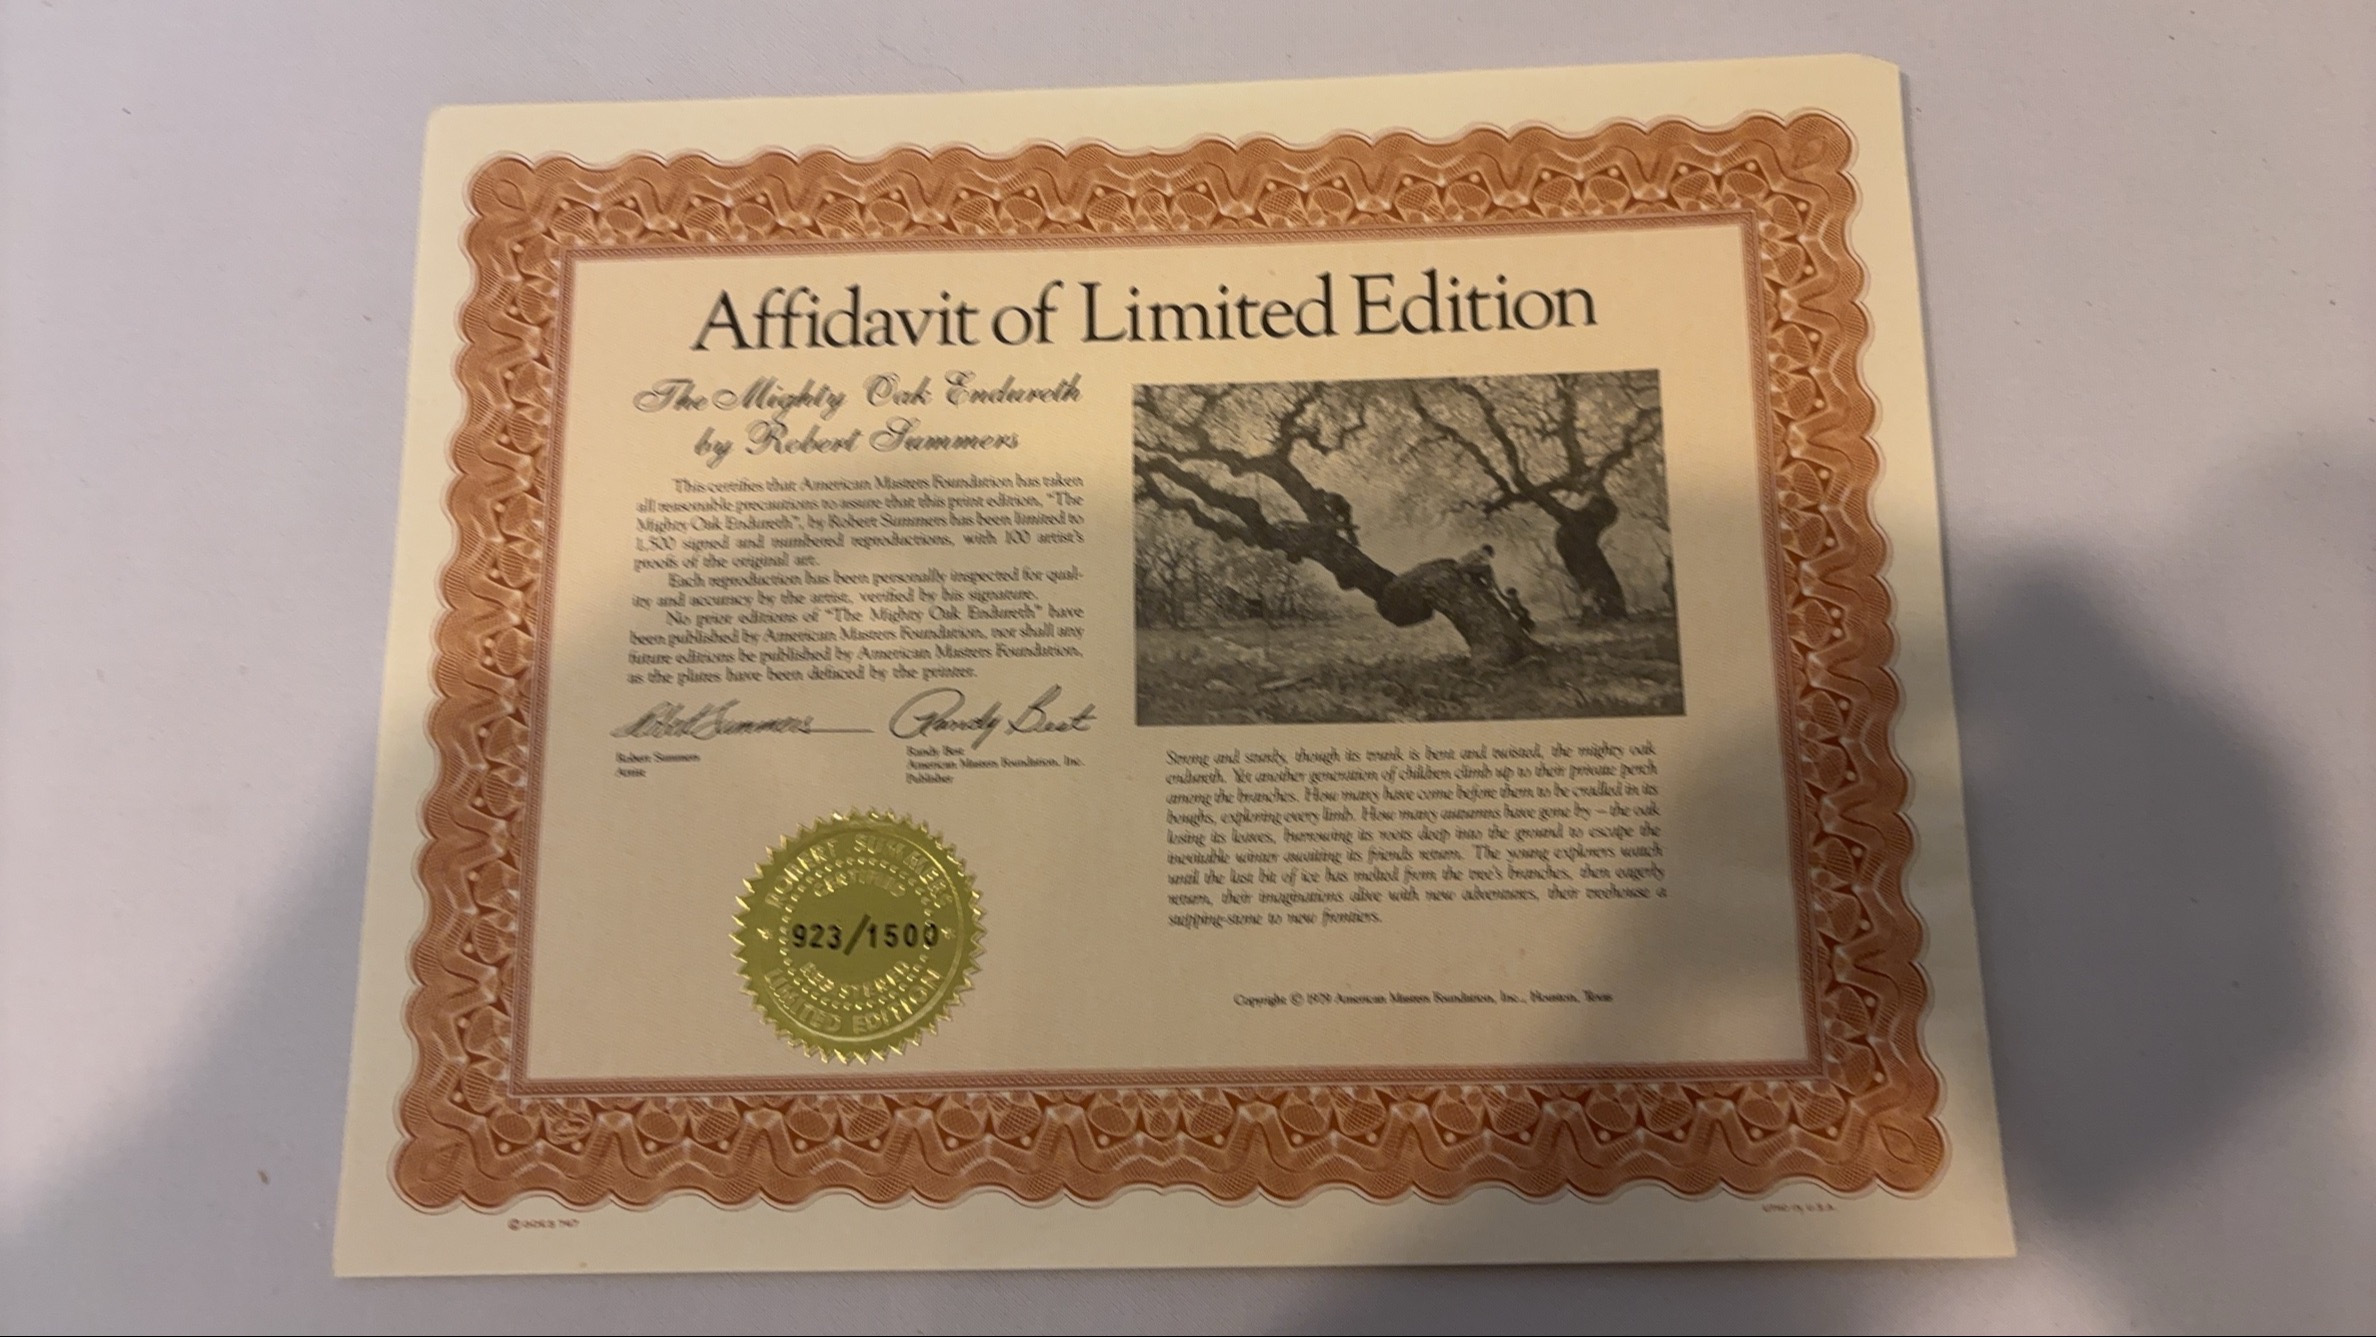 Affidavit of Limited Edition
The Mighty Oak Endureth
by Robert Summers
This certifies that American Masters Foundation has taken
all reasonable precautions to assure that this print edition, "The
Mighty Oak Endureth", by Robert Summers has been limited to
1,500 signed and numbered reproductions, with 100 artist's
proofs of the original art.
Each reproduction has been personally inspected for qual-
ity and accuracy by the artist, verified by his signature.
No prior editions of "The Mighty Oak Endureth" have
been published by American Masters Foundation, nor shall any
future editions be published by American Masters Foundation,
as the plates have been defaced by the printer.
Robert Summers
Randy Best
Robert Summers
Artist
Randy Best
American Masters Foundation, Inc.
Publisher
ROBERT SUMMERS
CERTIFIED
923/1500
REGISTERED
LIMITED EDITION
Strong and sturdy, though its trunk is bent and twisted, the mighty oak
endureth. Yet another generation of children climb up to their private perch
among the branches. How many have come before them to be cradled in its
boughs, exploring every limb. How many autumns have gone by – the oak
losing its leaves, burrowing its roots deep into the ground to escape the
inevitable winter awaiting its friends return. The young explorers watch
until the last bit of ice has melted from the tree's branches, then eagerly
return, their imaginations alive with new adventures, their treehouse a
stepping-stone to new frontiers.
Copyright © 1979 American Masters Foundation, Inc., Houston, Texas
©
LITHO IN U.S.A.